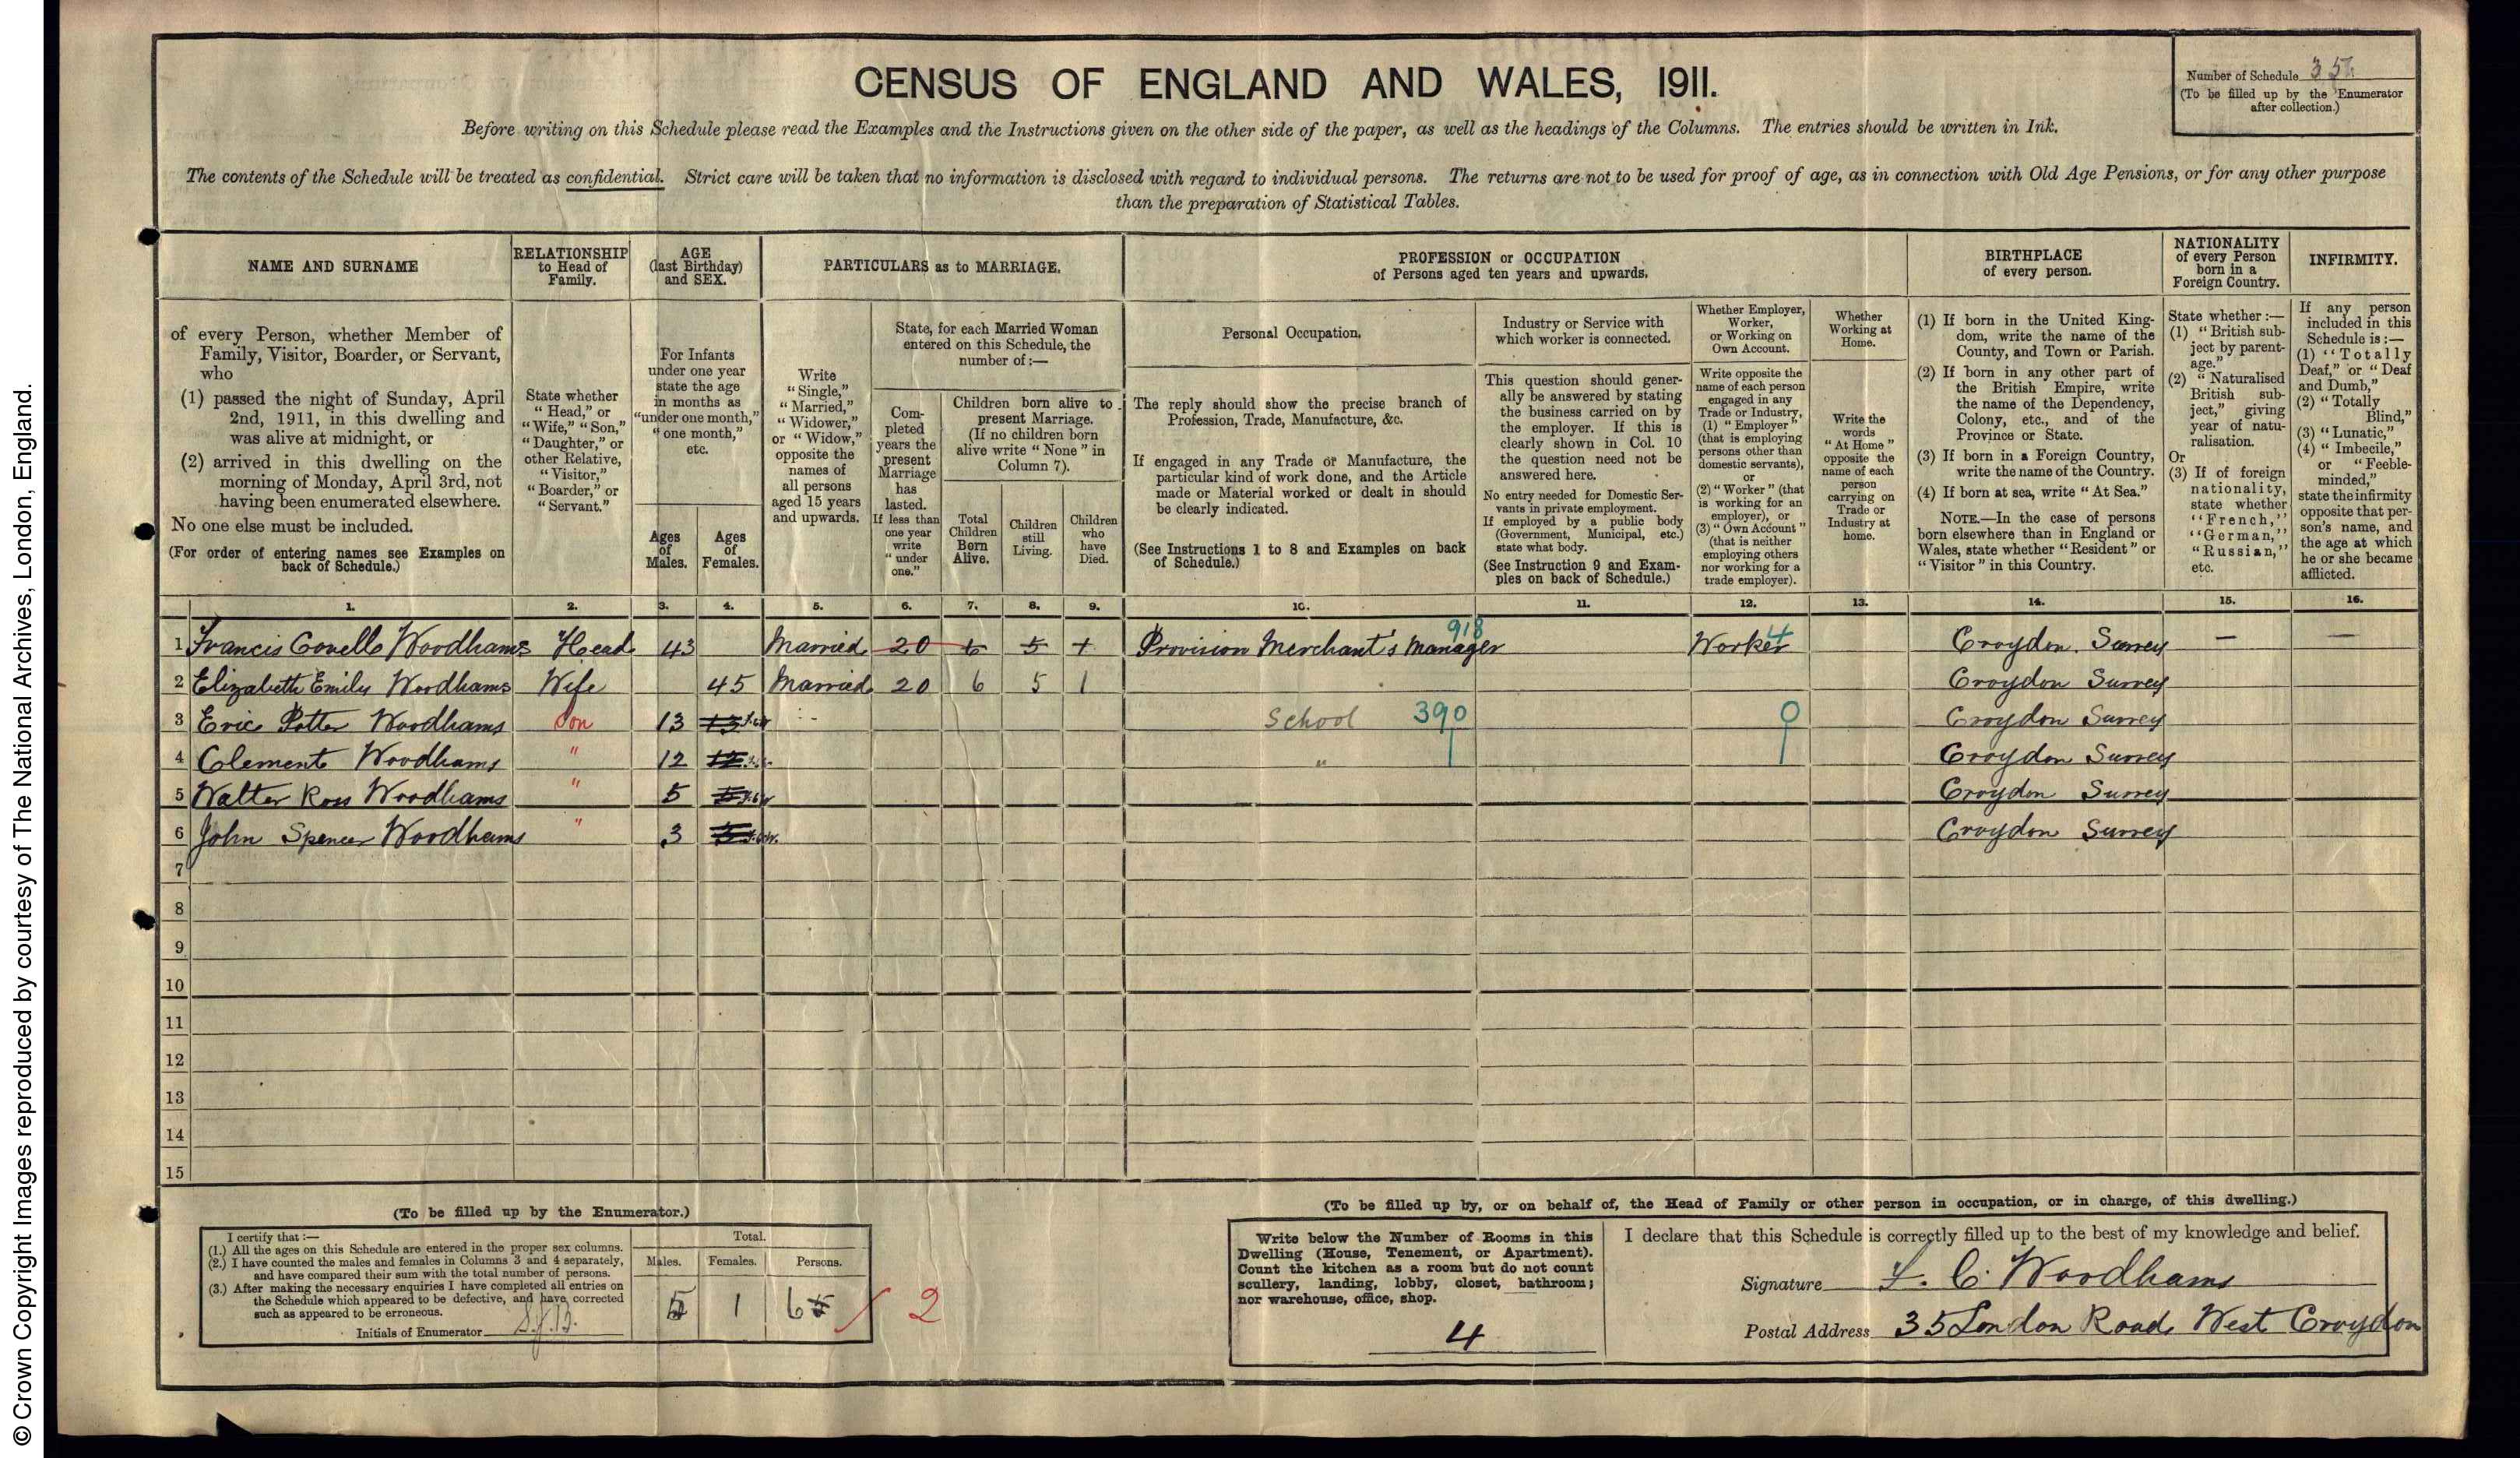 © Crown Copyright Images reproduced by courtesy of The National Archives, London, England.
CENSUS OF ENGLAND AND WALES, 1911.
Number of Schedule 35
(To be filled up by the Enumerator
after collection.)
Before writing on this Schedule please read the Examples and the Instructions given on the other side of the paper, as well as the headings of the Columns. The entries should be written in Ink.
The contents of the Schedule will be treated as confidential. Strict care will be taken that no information is disclosed with regard to individual persons. The returns are not to be used for proof of age, as in connection with Old Age Pensions, or for any other purpose
than the preparation of Statistical Tables.
NAME AND SURNAME
of every Person, whether Member of
Family, Visitor, Boarder, or Servant,
who
(1) passed the night of Sunday, April
2nd, 1911, in this dwelling and
was alive at midnight, or
(2) arrived in this dwelling on the
morning of Monday, April 3rd, not
having been enumerated elsewhere.
No one else must be included.
(For order of entering names see Examples on
back of Schedule.)
RELATIONSHIP
to Head of
Family.
State whether
"Head," or
"Wife," "Son,"
"Daughter," or
other Relative,
"Visitor,"
"Boarder," or
"Servant."
AGE
(last Birthday)
and SEX.
For Infants
under one year
state the age
in months as
"under one month,"
"one month,"
etc.
Ages
of
Males.
Ages
of
Females.
PARTICULARS as to MARRIAGE.
Write
"Single,"
"Married,"
"Widower,"
or "Widow,"
opposite the
names of
all persons
aged 15 years
and upwards.
State, for each Married Woman
entered on this Schedule, the
number of:—
Com-
pleted
years the
present
Marriage
has
lasted.
If less than
one year
write
"under
one."
Children born alive to
present Marriage.
(If no children born
alive write "None" in
Column 7).
Total
Children
Born
Alive.
Children
still
Living.
Children
who
have
Died.
PROFESSION or OCCUPATION
of Persons aged ten years and upwards.
Personal Occupation.
The reply should show the precise branch of
Profession, Trade, Manufacture, &c.
If engaged in any Trade or Manufacture, the
particular kind of work done, and the Article
made or Material worked or dealt in should
be clearly indicated.
(See Instructions 1 to 8 and Examples on back
of Schedule.)
Industry or Service with
which worker is connected.
This question should gener-
ally be answered by stating
the business carried on by
the employer. If this is
clearly shown in Col. 10
the question need not be
answered here.
No entry needed for Domestic Ser-
vants in private employment.
If employed by a public body
(Government, Municipal, etc.)
state what body.
(See Instruction 9 and Exam-
ples on back of Schedule.)
Whether Employer,
Worker,
or Working on
Own Account.
Write opposite the
name of each person
engaged in any
Trade or Industry,
(1) "Employer"
(that is employing
persons other than
domestic servants),
or
(2) "Worker" (that
is working for an
employer), or
(3) "Own Account"
(that is neither
employing others
nor working for a
trade employer).
Whether
Working at
Home.
Write the
words
"At Home"
opposite the
name of each
person
carrying on
Trade or
Industry at
home.
BIRTHPLACE
of every person.
(1) If born in the United King-
dom, write the name of the
County, and Town or Parish.
(2) If born in any other part of
the British Empire, write
the name of the Dependency,
Colony, etc., and of the
Province or State.
(3) If born in a Foreign Country,
write the name of the Country.
(4) If born at sea, write "At Sea."
NOTE.—In the case of persons
born elsewhere than in England or
Wales, state whether "Resident" or
"Visitor" in this Country.
NATIONALITY
of every Person
born in a
Foreign Country.
State whether:—
(1) "British sub-
ject by parent-
age."
(2) "Naturalised
British sub-
ject," giving
year of natu-
ralisation.
Or
(3) If of foreign
nationality,
state whether
"French,"
"German,"
"Russian,"
etc.
INFIRMITY.
If any person
included in this
Schedule is:—
(1) "Totally
Deaf," or "Deaf
and Dumb,"
(2) "Totally
Blind,"
(3) "Lunatic,"
(4) "Imbecile,"
or "Feeble-
minded,"
state the infirmity
opposite that per-
son's name, and
the age at which
he or she became
afflicted.
1. 2. 3. 4. 5. 6. 7. 8. 9. 10. 11. 12. 13. 14. 15. 16.
1 Francis Covello Woodhams Head 43 Married 20 6 5 1 Provision Merchant's Manager 918 Worker 4 Croydon. Surrey — —
2 Elizabeth Emily Woodhams Wife 45 Married 20 6 5 1 Croydon Surrey
3 Eric Potter Woodhams Son 13 13 School 390 0 Croydon Surrey
4 Clement Woodhams " 12 12 " Croydon Surrey
5 Walter Ross Woodhams " 5 5 Croydon Surrey
6 John Spencer Woodhams " 3 3 Croydon Surrey
7
8
9
10
11
12
13
14
15
(To be filled up by the Enumerator.)
I certify that:—
(1.) All the ages on this Schedule are entered in the proper sex columns.
(2.) I have counted the males and females in Columns 3 and 4 separately,
and have compared their sum with the total number of persons.
(3.) After making the necessary enquiries I have completed all entries on
the Schedule which appeared to be defective, and have corrected
such as appeared to be erroneous.
Initials of Enumerator
Total.
Males. Females. Persons.
5 1 6
2
(To be filled up by, or on behalf of, the Head of Family or other person in occupation, or in charge, of this dwelling.)
Write below the Number of Rooms in this
Dwelling (House, Tenement, or Apartment).
Count the kitchen as a room but do not count
scullery, landing, lobby, closet, bathroom;
nor warehouse, office, shop.
4
I declare that this Schedule is correctly filled up to the best of my knowledge and belief.
Signature F. C. Woodhams
Postal Address 35 London Road, West Croydon